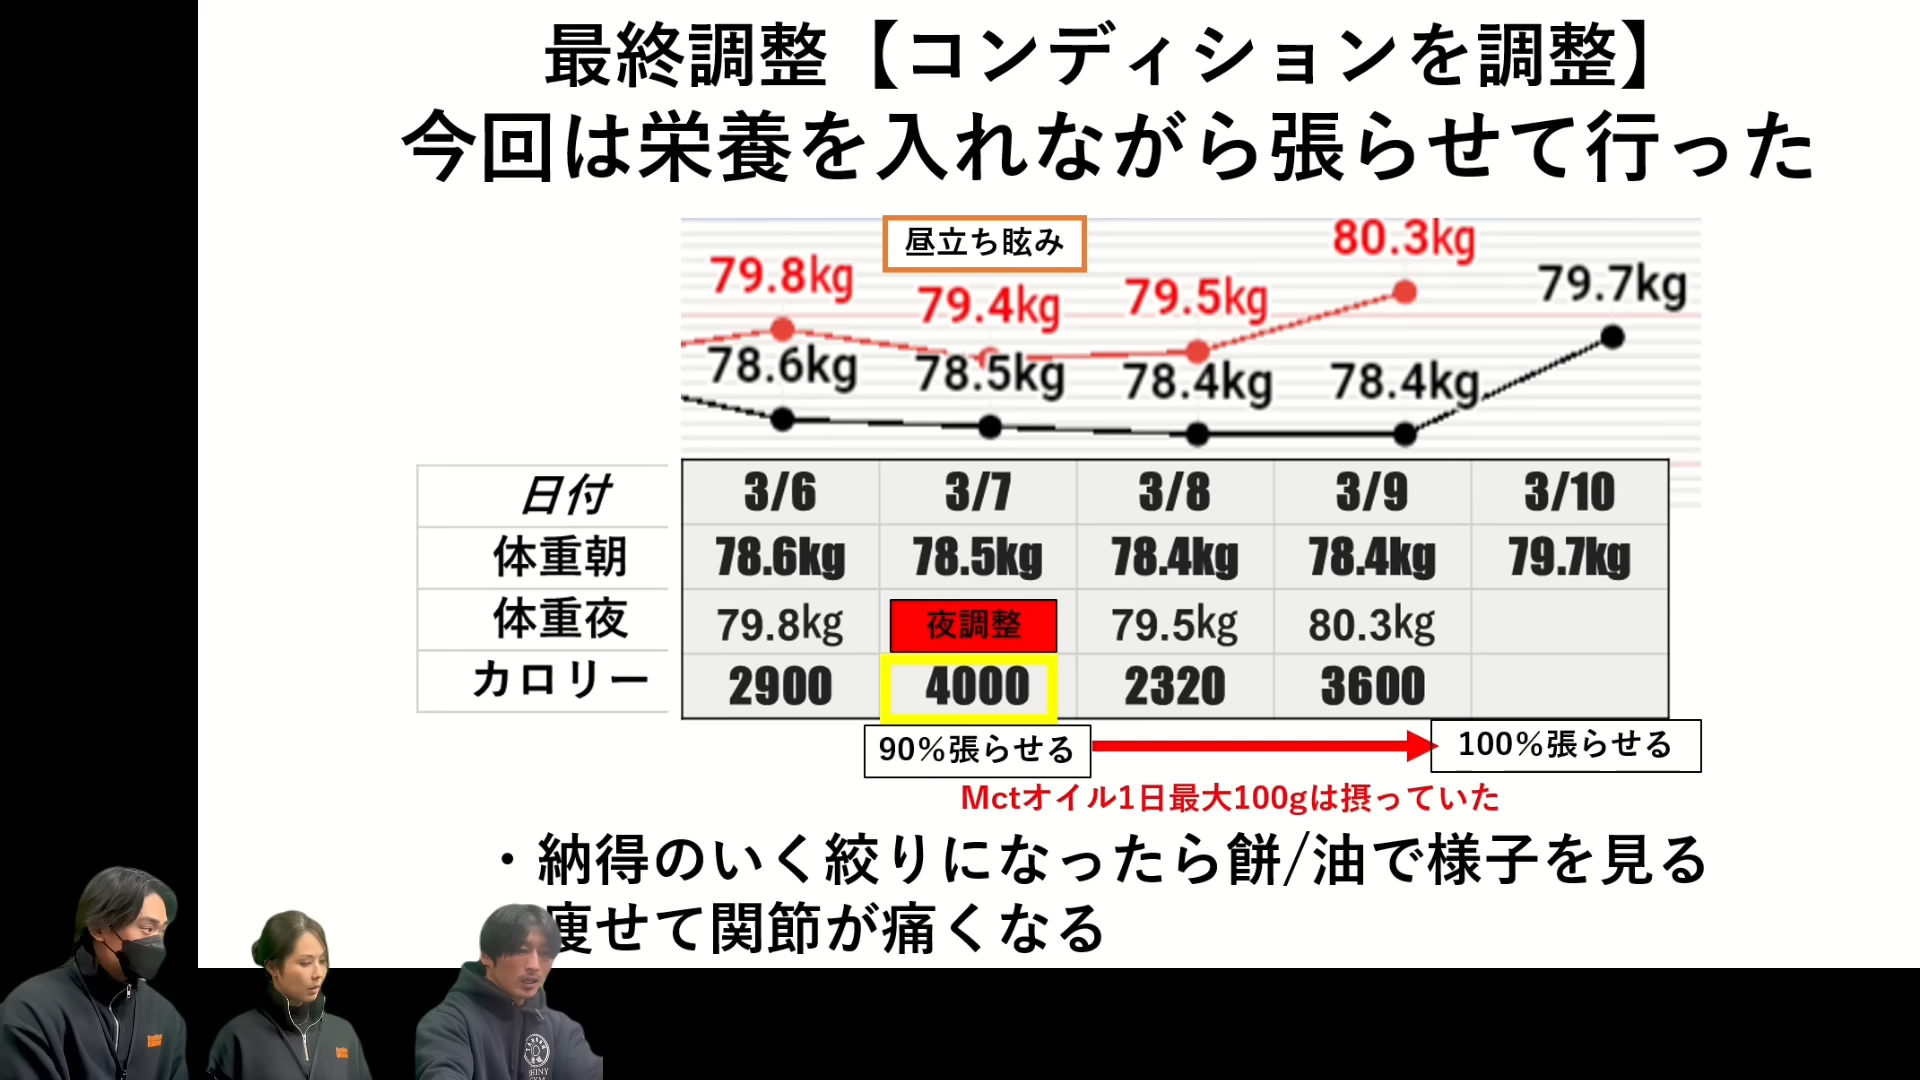 最終調整【コンディションを調整】
今回は栄養を入れながら張らせて行った
昼立ち眩み
79.8kg 79.4kg 79.5kg 80.3kg
78.6kg 78.5kg 78.4kg 78.4kg 79.7kg
日付 3/6 3/7 3/8 3/9 3/10
体重朝 78.6kg 78.5kg 78.4kg 78.4kg 79.7kg
体重夜 79.8kg 夜調整 79.5kg 80.3kg
カロリー 2900 4000 2320 3600
90%張らせる 100%張らせる
Mctオイル1日最大100gは摂っていた
・納得のいく絞りになったら餅/油で様子を見る
痩せて関節が痛くなる